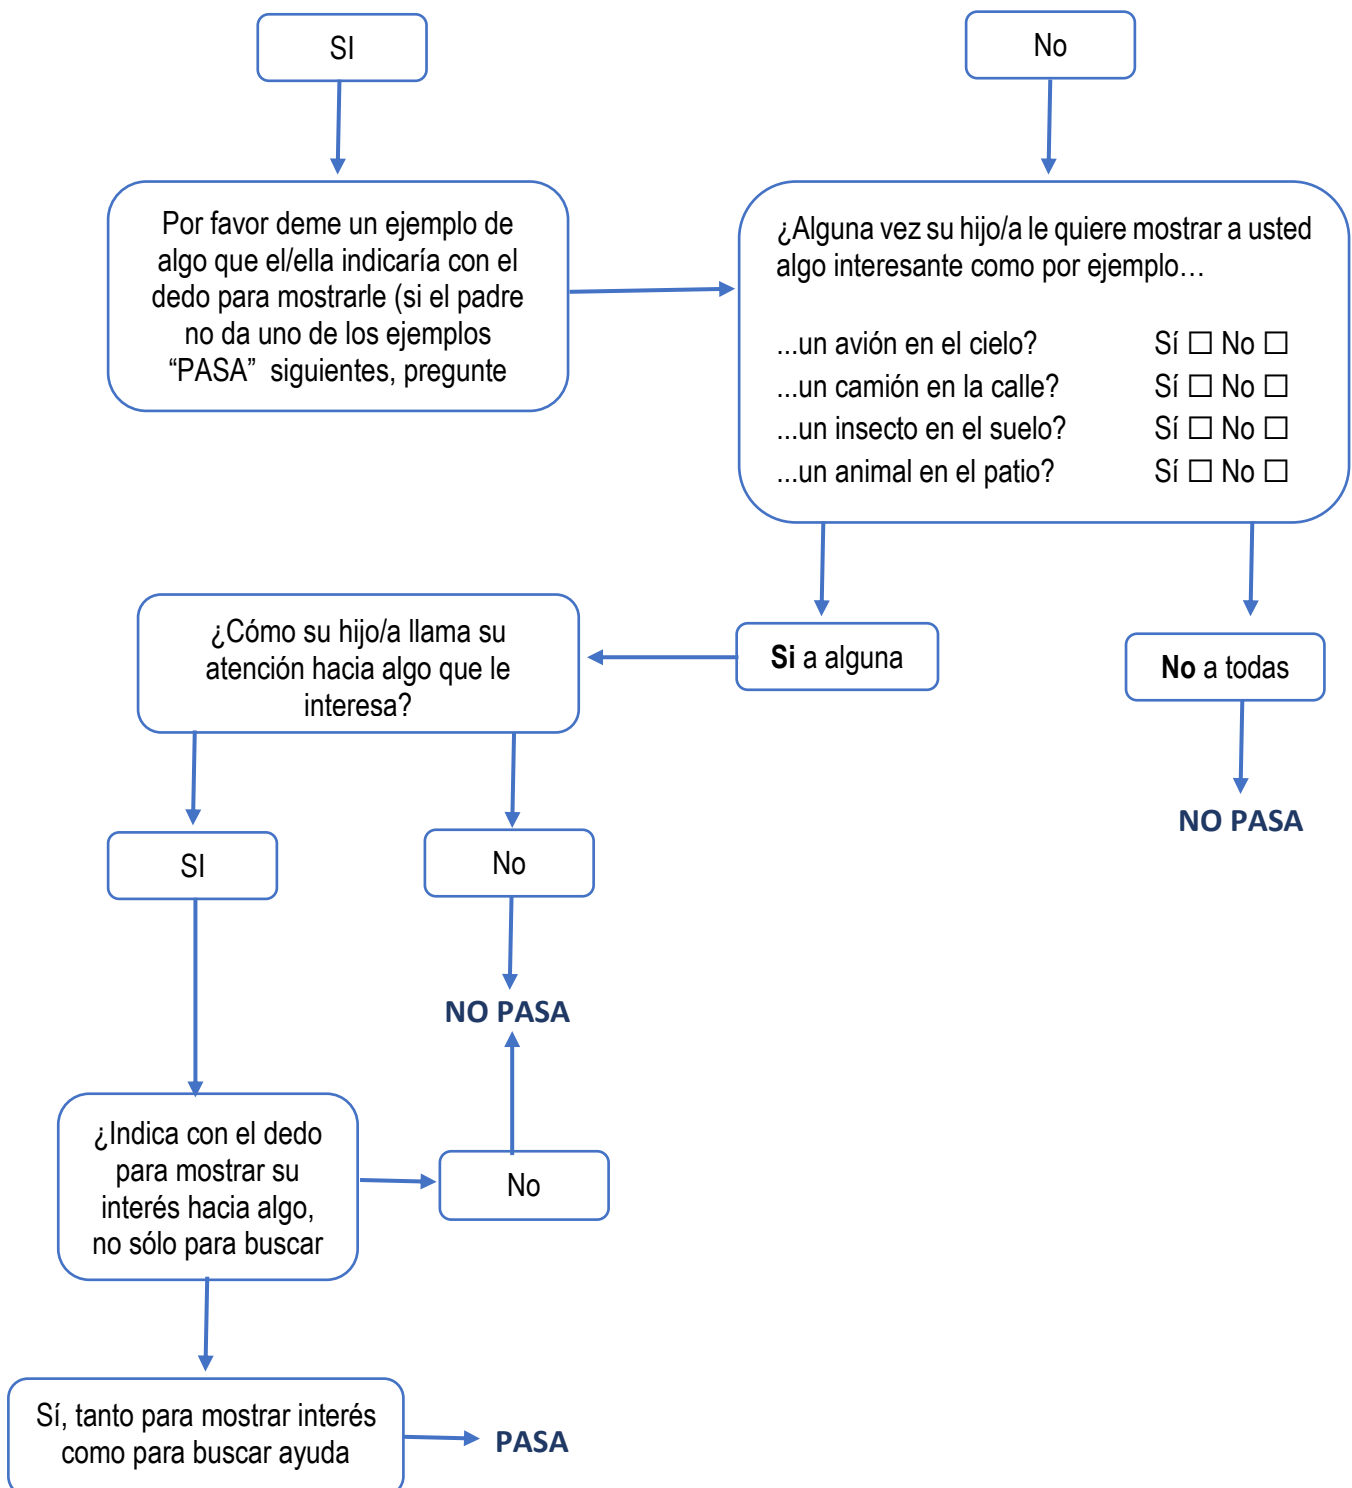 SI
No
Por favor deme un ejemplo de
algo que el/ella indicaría con el
dedo para mostrarle (si el padre
no da uno de los ejemplos
“PASA” siguientes, pregunte
¿Alguna vez su hijo/a le quiere mostrar a usted
algo interesante como por ejemplo…
...un avión en el cielo? Sí ☐ No ☐
...un camión en la calle? Sí ☐ No ☐
...un insecto en el suelo? Sí ☐ No ☐
...un animal en el patio? Sí ☐ No ☐
¿Cómo su hijo/a llama su
atención hacia algo que le
interesa?
Si a alguna
No a todas
NO PASA
SI
No
NO PASA
¿Indica con el dedo
para mostrar su
interés hacia algo,
no sólo para buscar
No
Sí, tanto para mostrar interés
como para buscar ayuda
PASA